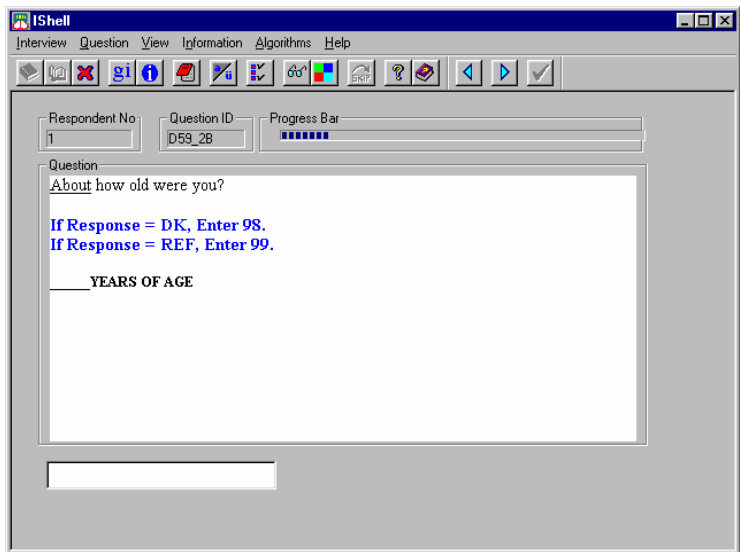 IShell
Interview Question View Information Algorithms Help
gi i a/ü SKIP ?
Respondent No Question ID Progress Bar
1 D59_2B
Question
About how old were you?
If Response = DK, Enter 98.
If Response = REF, Enter 99.
_____YEARS OF AGE